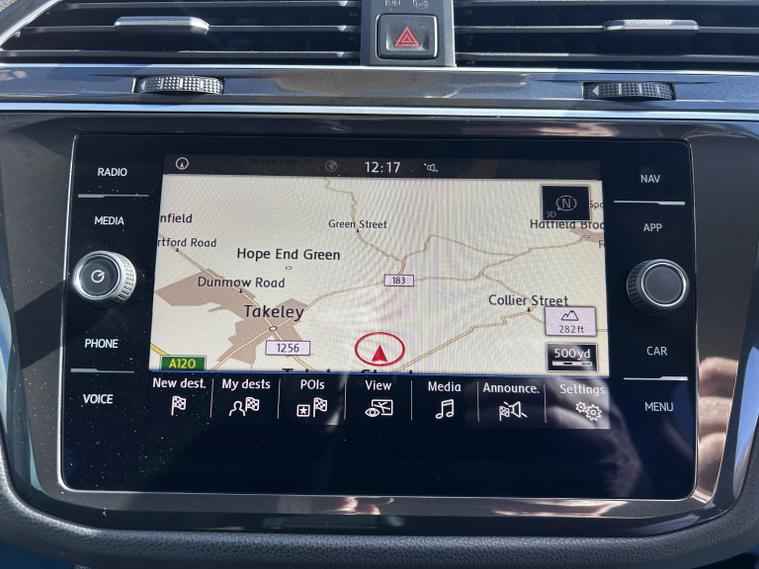 12:17
RADIO
NAV
MEDIA
APP
PHONE
CAR
VOICE
MENU
N
3D
nfield
Green Street
Hatfield Broo
rtford Road
Hope End Green
183
Dunmow Road
Collier Street
Takeley
282ft
1256
A120
500yd
New dest.
My dests
POIs
View
Media
Announce.
Settings